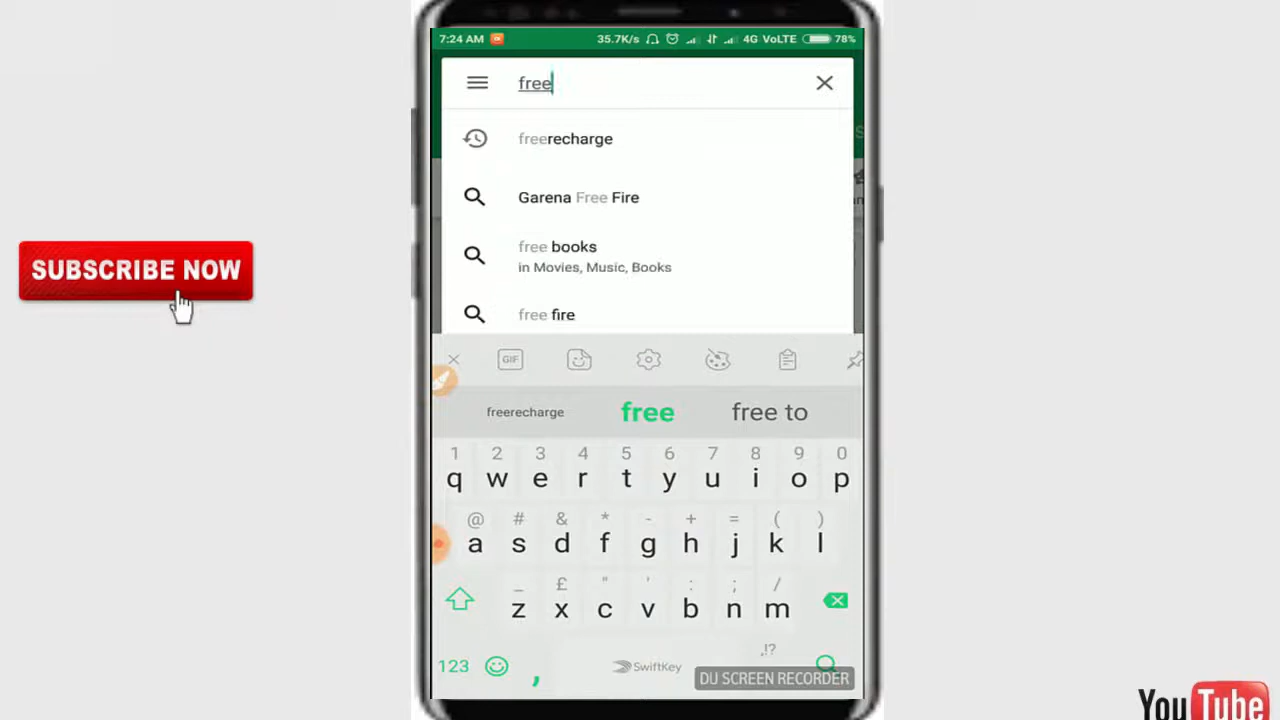 7:24 AM 35.7K/s 4G VoLTE 78%
free
freerecharge
Garena Free Fire
free books
in Movies, Music, Books
free fire
SUBSCRIBE NOW
GIF
freerecharge free free to
1 2 3 4 5 6 7 8 9 0
q w e r t y u i o p
@ # & * - + = ( )
a s d f g h j k l
_ £ " ' : ; /
z x c v b n m
,!?
123 , SwiftKey
DU SCREEN RECORDER
YouTube